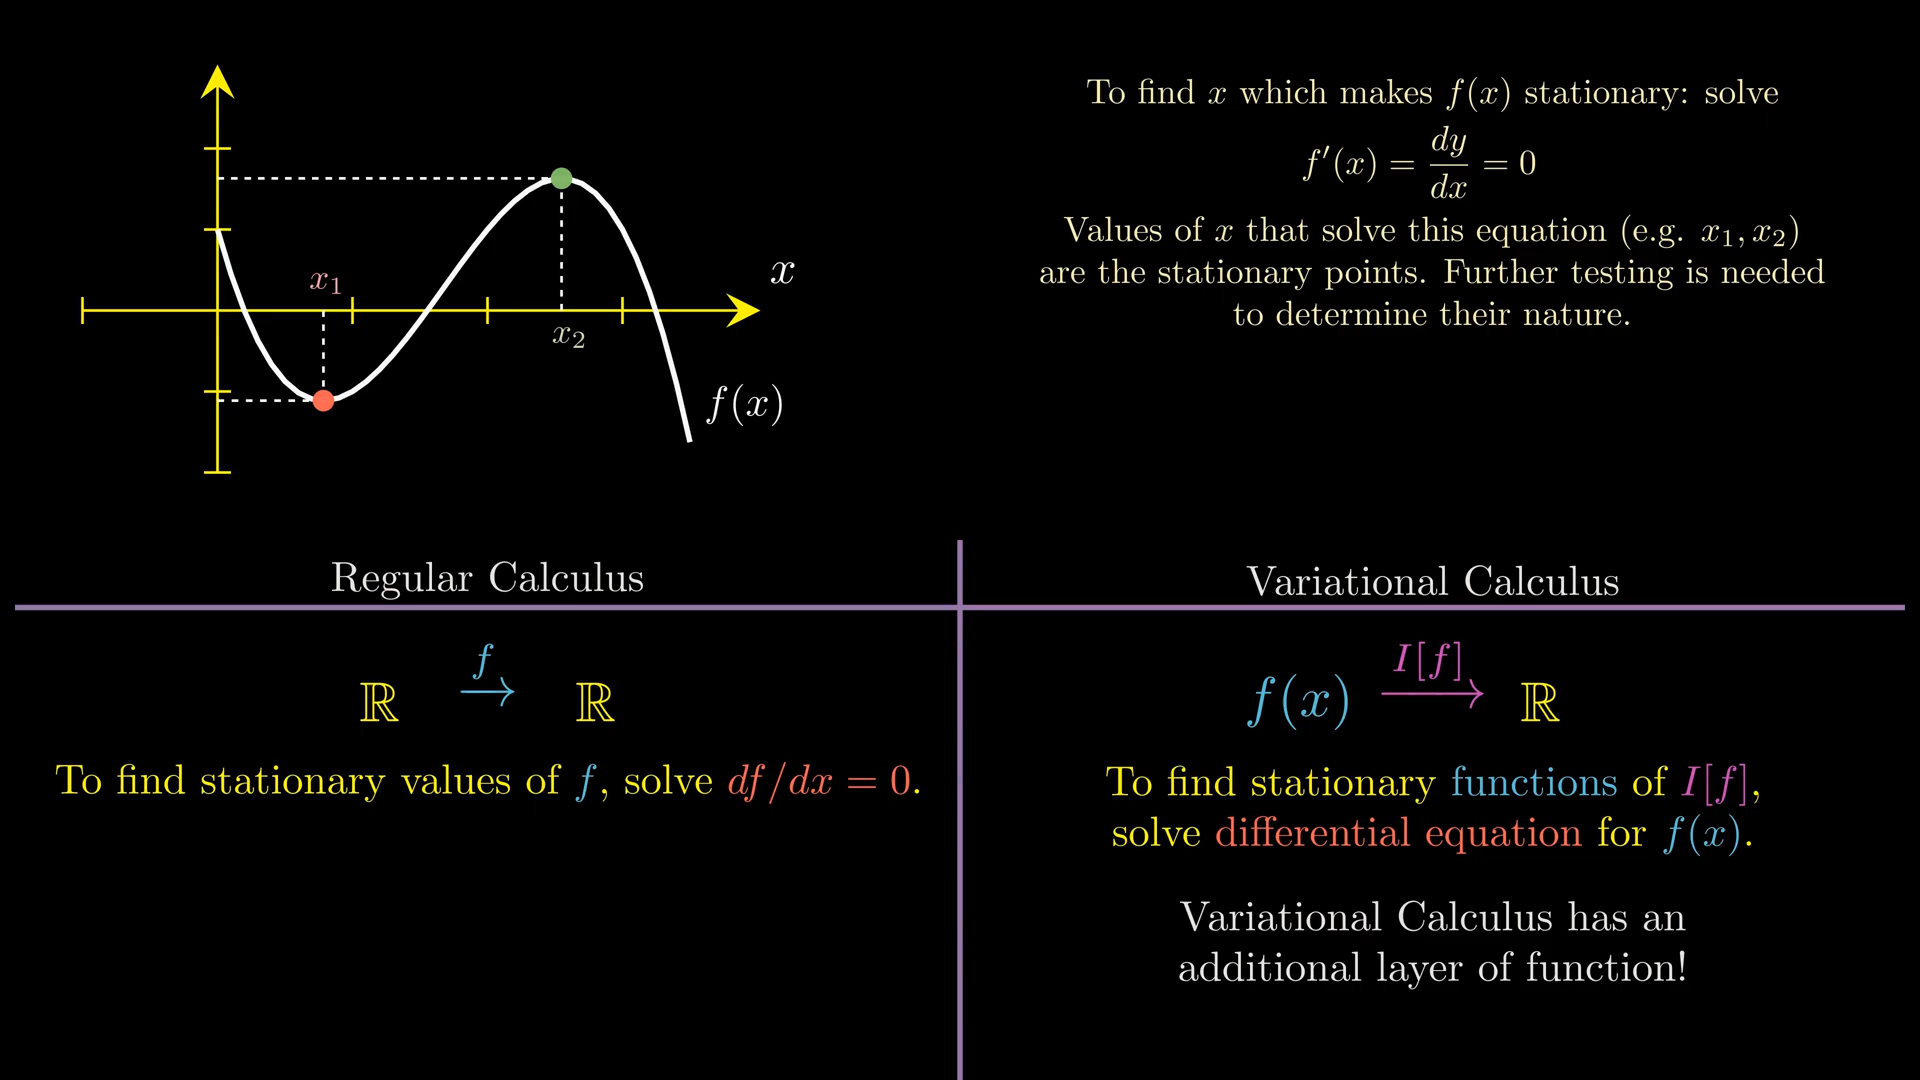 To find x which makes f(x) stationary: solve
f′(x) = dy/dx = 0
Values of x that solve this equation (e.g. x₁, x₂)
are the stationary points. Further testing is needed
to determine their nature.
x
x₁
x₂
f(x)
Regular Calculus
f
ℝ → ℝ
To find stationary values of f, solve df/dx = 0.
Variational Calculus
I[f]
f(x) → ℝ
To find stationary functions of I[f],
solve differential equation for f(x).
Variational Calculus has an
additional layer of function!